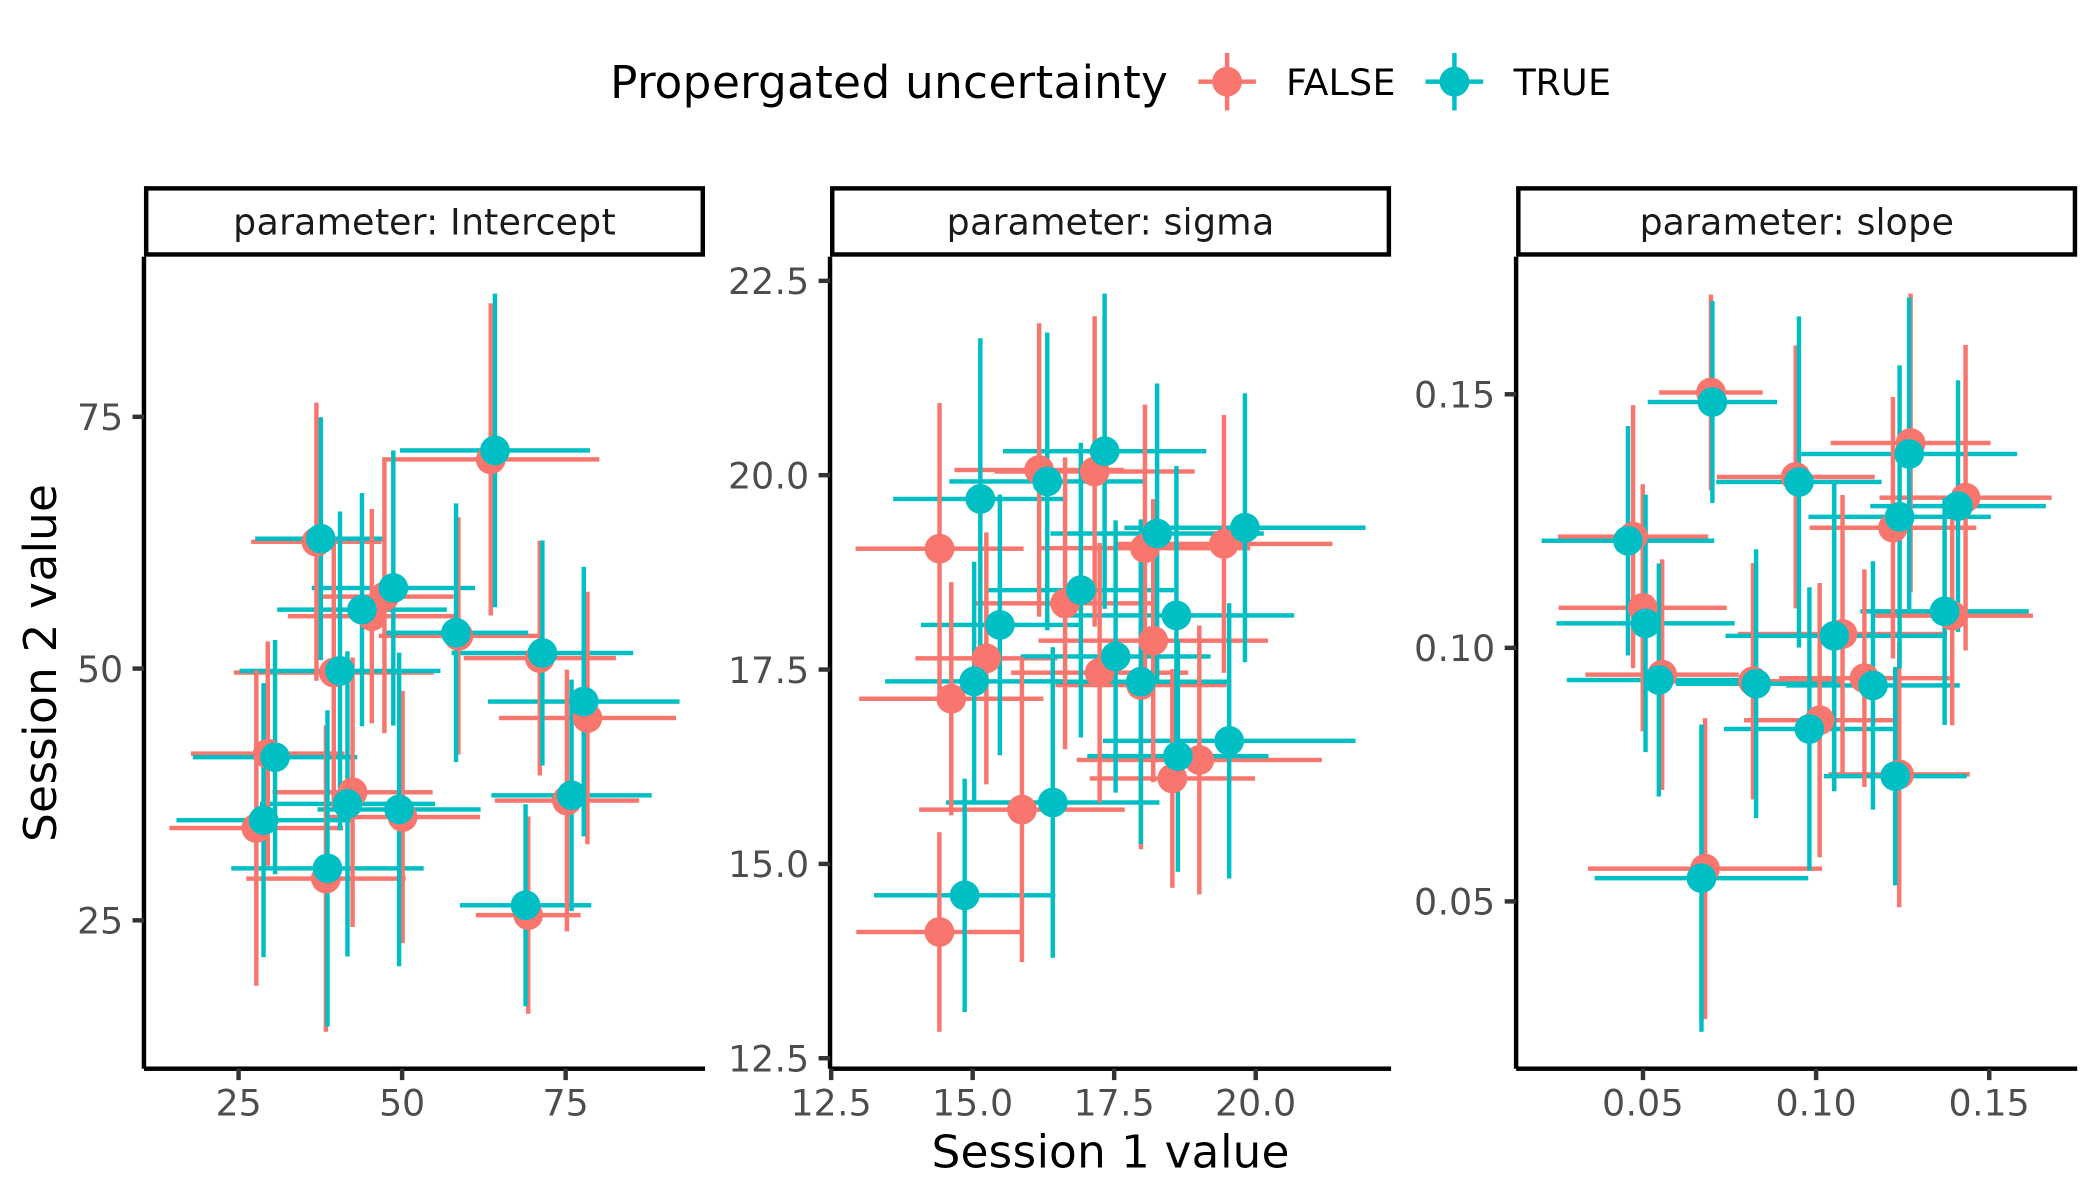 Propergated uncertainty FALSE TRUE
parameter: Intercept parameter: sigma parameter: slope
Session 2 value
75
50
25
25 50 75
22.5
20.0
17.5
15.0
12.5
12.5 15.0 17.5 20.0
0.15
0.10
0.05
0.05 0.10 0.15
Session 1 value